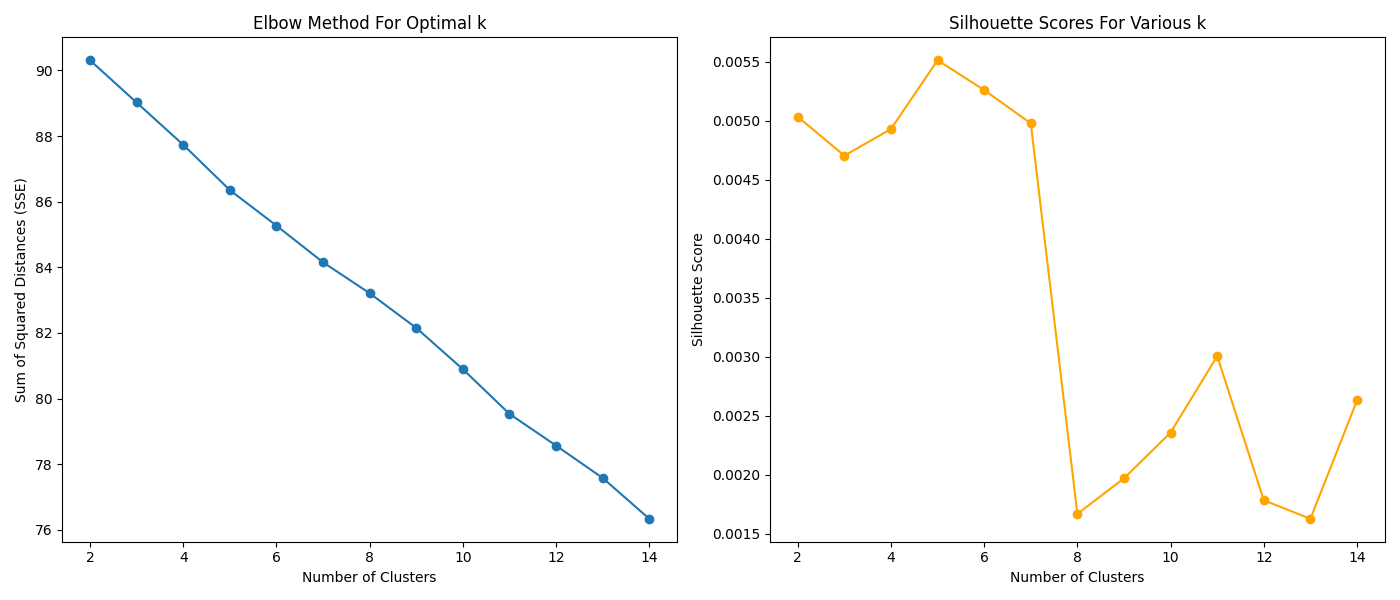 Elbow Method For Optimal k
Sum of Squared Distances (SSE)
90
88
86
84
82
80
78
76
2 4 6 8 10 12 14
Number of Clusters
Silhouette Scores For Various k
Silhouette Score
0.0055
0.0050
0.0045
0.0040
0.0035
0.0030
0.0025
0.0020
0.0015
2 4 6 8 10 12 14
Number of Clusters